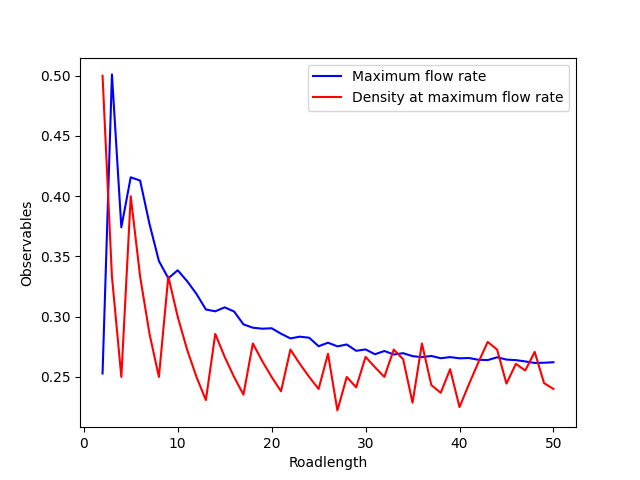 Maximum flow rate
Density at maximum flow rate
0.50
0.45
0.40
0.35
0.30
0.25
Observables
0 10 20 30 40 50
Roadlength